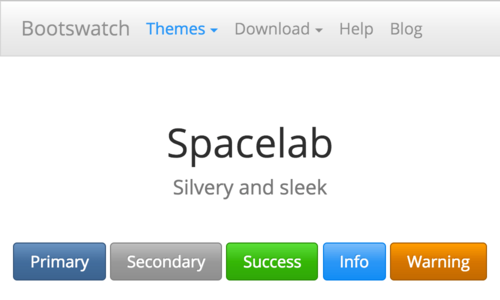 Bootswatch Themes Download Help Blog
Spacelab
Silvery and sleek
Primary Secondary Success Info Warning